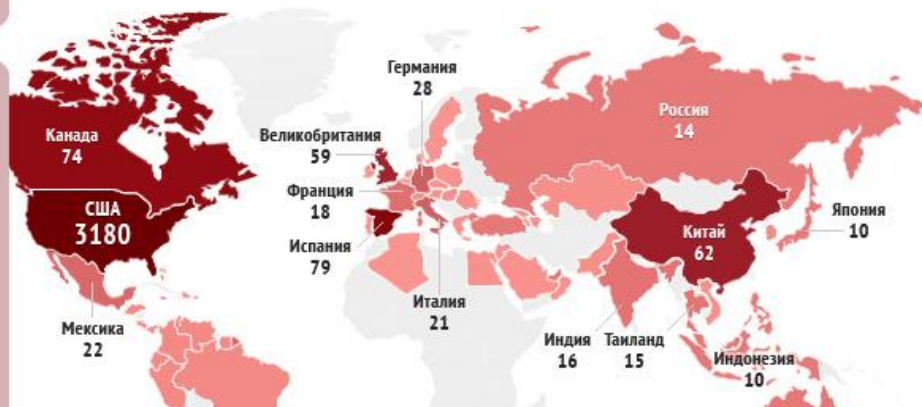 Германия
28
Россия
14
Канада
74
Великобритания
59
Франция
18
США
3180
Япония
10
Китай
62
Испания
79
Италия
21
Мексика
22
Индия
16
Таиланд
15
Индонезия
10